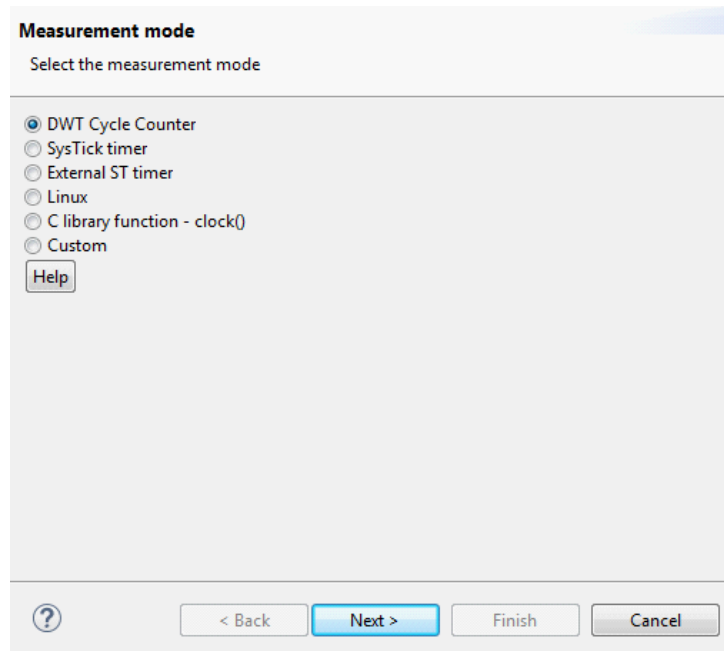 Measurement mode
Select the measurement mode
DWT Cycle Counter
SysTick timer
External ST timer
Linux
C library function - clock()
Custom
Help
? < Back Next > Finish Cancel